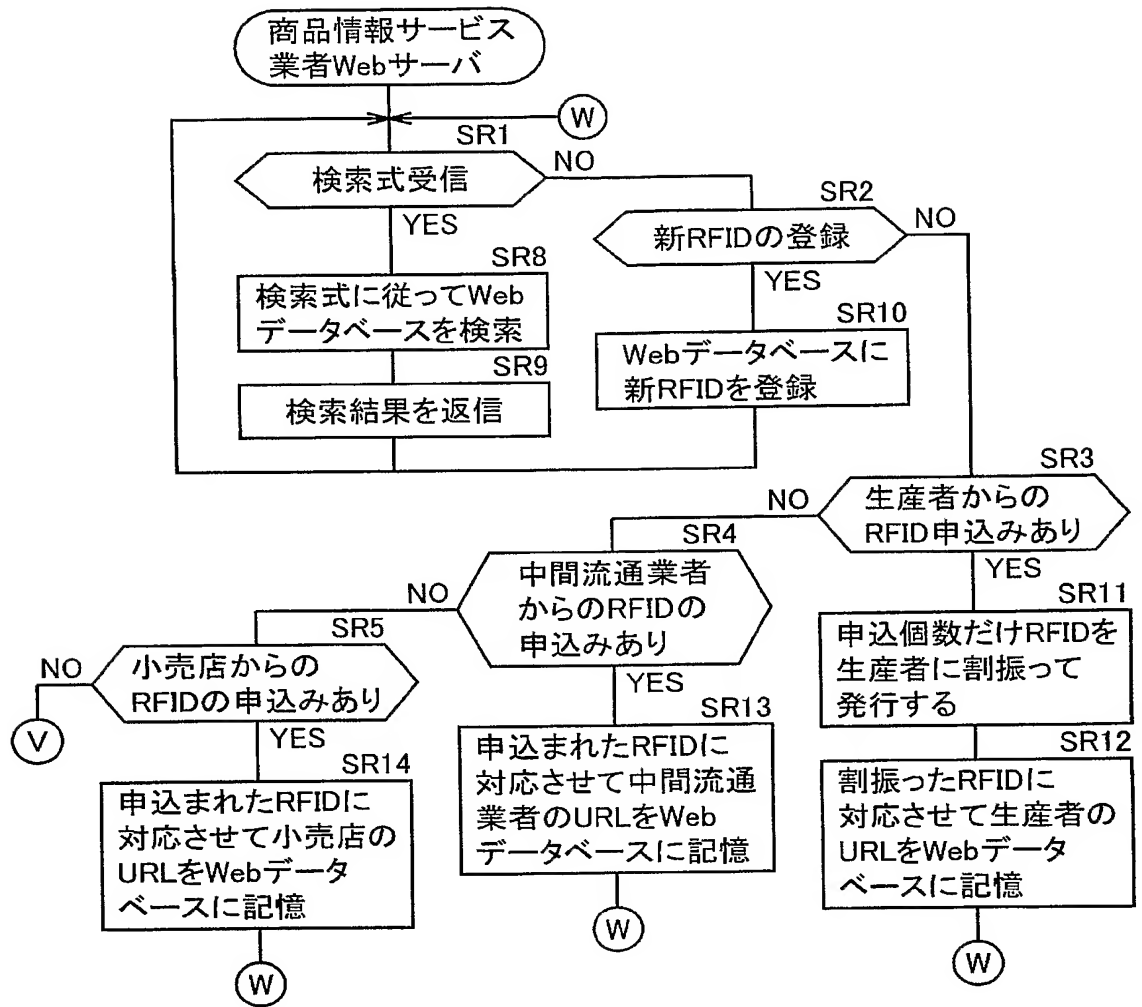 商品情報サービス
業者Webサーバ
W
SR1
検索式受信
NO
YES
SR2
新RFIDの登録
NO
YES
SR8
検索式に従ってWeb
データベースを検索
SR10
Webデータベースに
新RFIDを登録
SR9
検索結果を返信
SR3
生産者からの
RFID申込みあり
NO
YES
SR4
中間流通業者
からのRFIDの
申込みあり
NO
YES
SR5
小売店からの
RFIDの申込みあり
NO
YES
V
SR11
申込個数だけRFIDを
生産者に割振って
発行する
SR13
申込まれたRFIDに
対応させて中間流通
業者のURLをWeb
データベースに記憶
SR12
割振ったRFIDに
対応させて生産者の
URLをWebデータ
ベースに記憶
SR14
申込まれたRFIDに
対応させて小売店の
URLをWebデータ
ベースに記憶
W
W
W